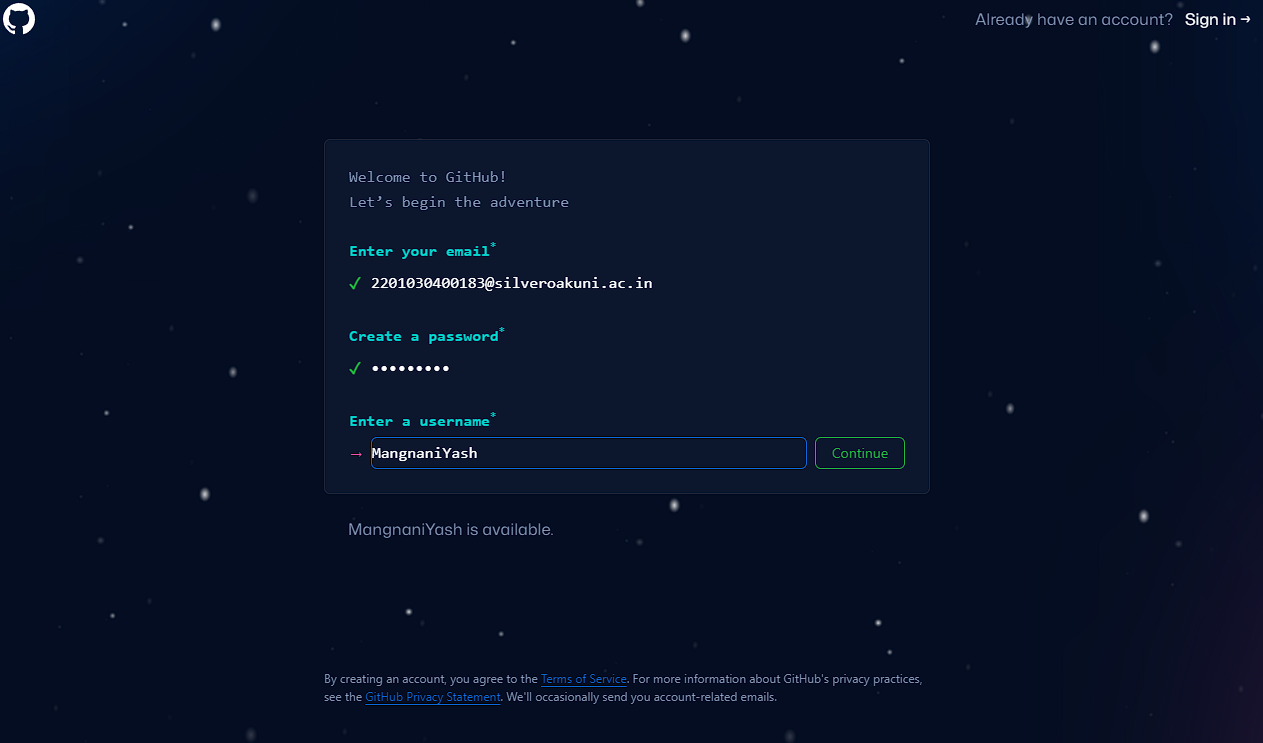 Already have an account? Sign in →
Welcome to GitHub!
Let’s begin the adventure
Enter your email*
✓ 2201030400183@silveroakuni.ac.in
Create a password*
✓ •••••••••
Enter a username*
→ MangnaniYash Continue
MangnaniYash is available.
By creating an account, you agree to the Terms of Service. For more information about GitHub's privacy practices,
see the GitHub Privacy Statement. We'll occasionally send you account-related emails.